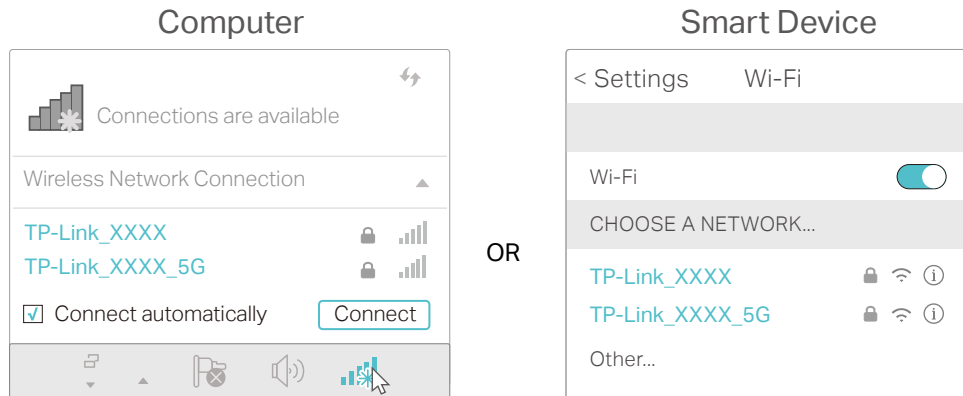 Computer
Connections are available
Wireless Network Connection
TP-Link_XXXX
TP-Link_XXXX_5G
Connect automatically
Connect
OR
Smart Device
< Settings Wi-Fi
Wi-Fi
CHOOSE A NETWORK...
TP-Link_XXXX
TP-Link_XXXX_5G
Other...